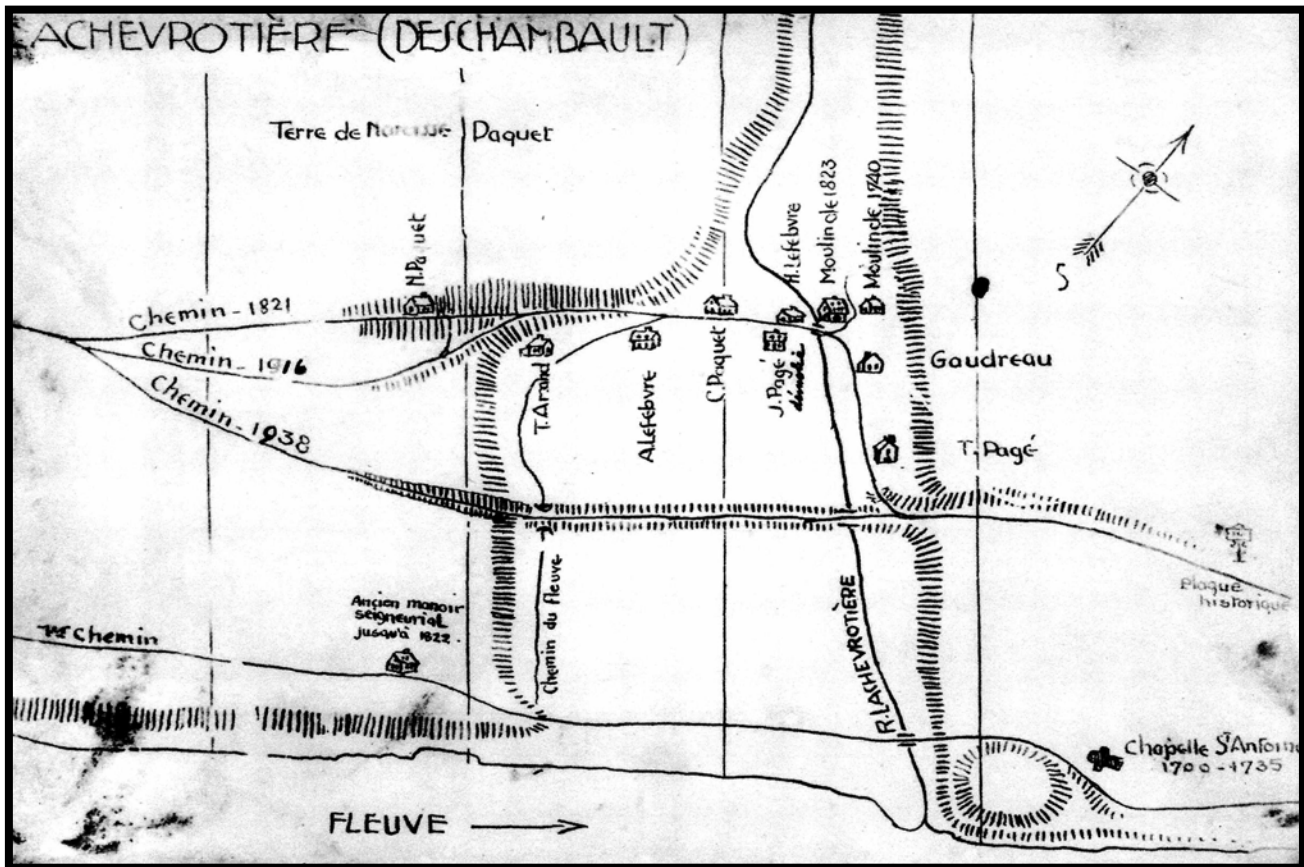 LACHEVROTIÈRE (DESCHAMBAULT)
Terre de Narcisse Paquet
N. Paquet
H. Lefebvre
Moulin de 1823
Moulin de 1740
S
Chemin - 1821
Chemin - 1916
Chemin - 1938
T. Arcand
A. Lefebvre
C. Paquet
J. Pagé
démolie
Gaudreau
T. Pagé
Plaque
historique
Ancien manoir
seigneurial
jusqu'à 1822
Chemin du Fleuve
R. LACHEVROTIÈRE
1er Chemin
Chapelle St Antoine
1700-1735
FLEUVE